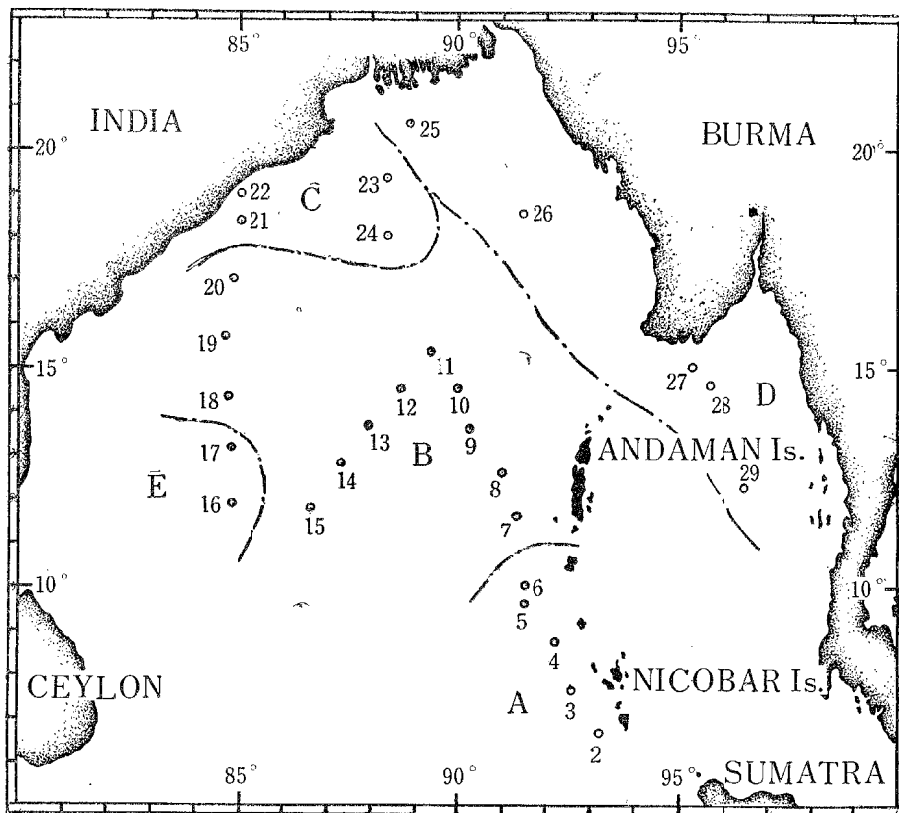 85° 90° 95°
INDIA
BURMA
20° 20°
25
22 C 23
21
26
24
20
19
15° 11 15°
27
18 12 10 28 D
13 9
17 B ANDAMAN Is.
E 14 8 29
16
15 7
10° 6 10°
5
4
CEYLON NICOBAR Is.
A 3
2
85° 90° 95°
SUMATRA